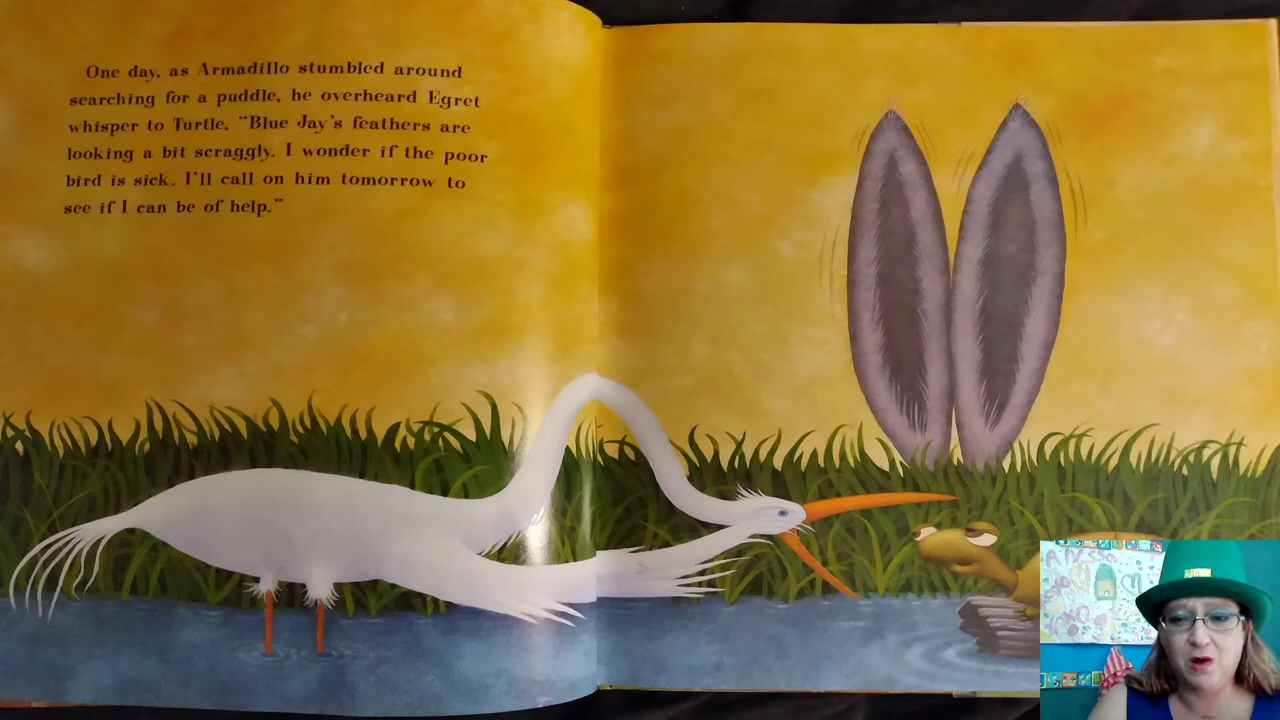 One day, as Armadillo stumbled around
searching for a puddle, he overheard Egret
whisper to Turtle, “Blue Jay's feathers are
looking a bit scraggly. I wonder if the poor
bird is sick. I'll call on him tomorrow to
see if I can be of help.”